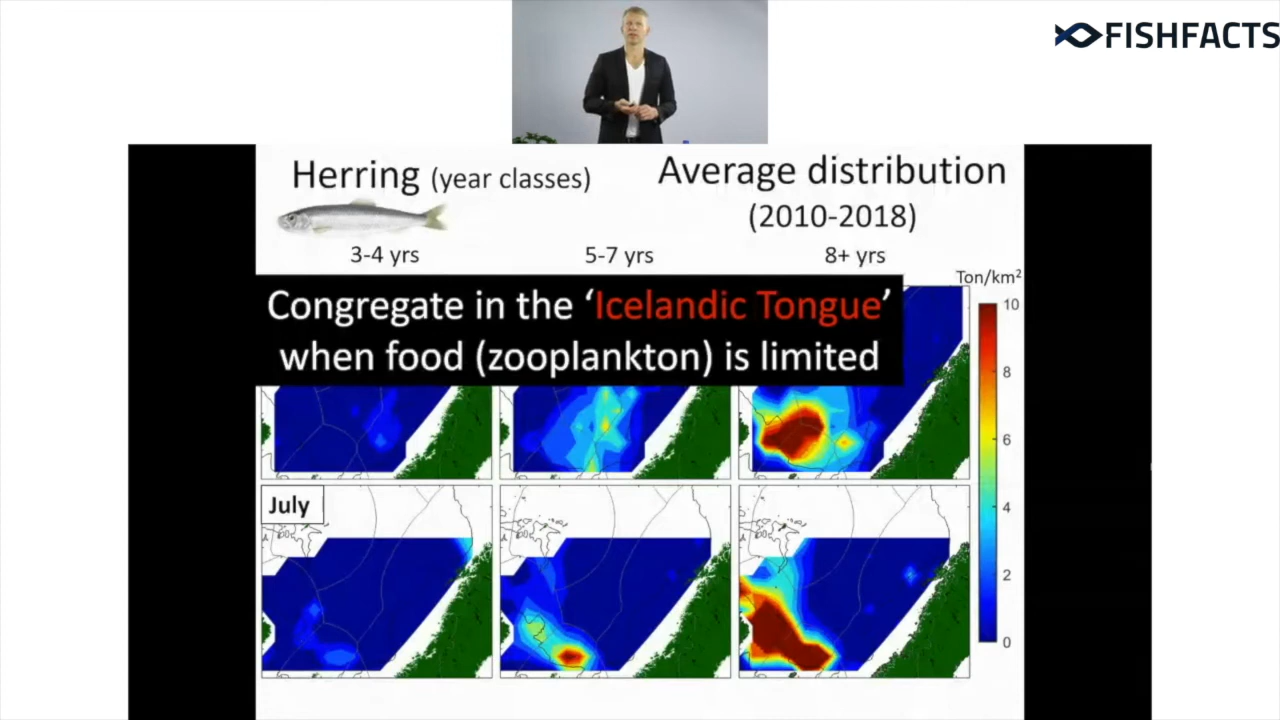 FISHFACTS
Herring (year classes)
Average distribution
(2010-2018)
3-4 yrs
5-7 yrs
8+ yrs
Ton/km²
Congregate in the ‘Icelandic Tongue’
when food (zooplankton) is limited
10
8
6
4
2
0
July